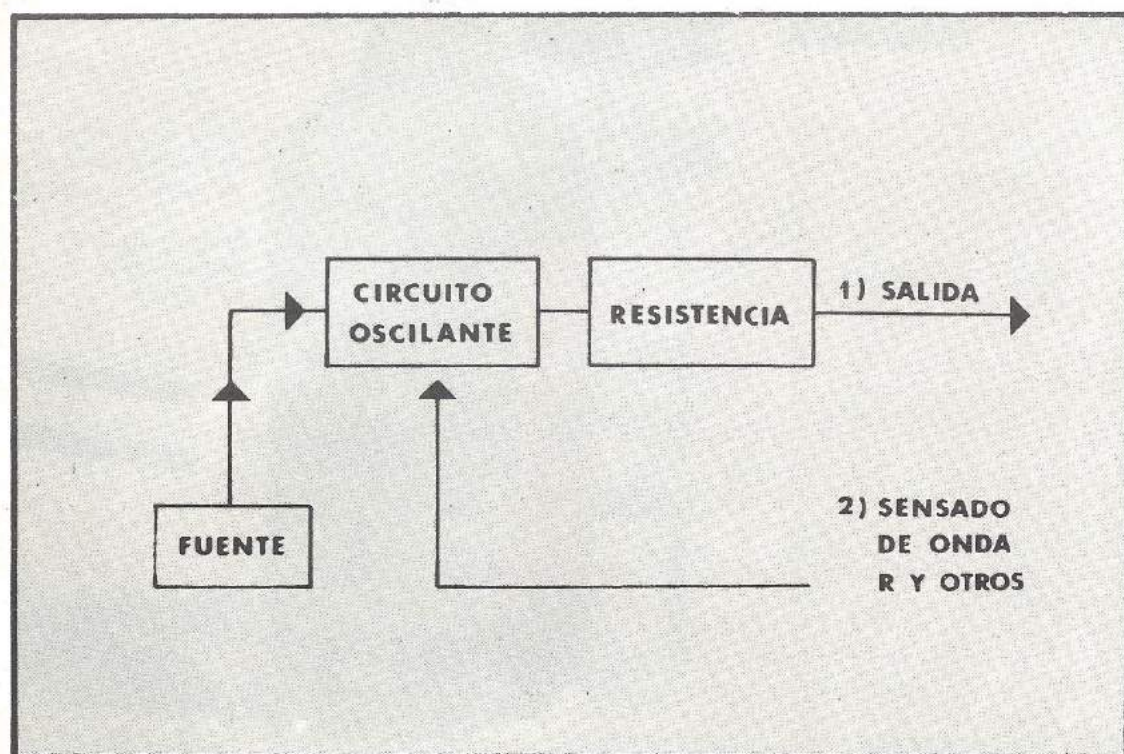 CIRCUITO
OSCILANTE
RESISTENCIA
1) SALIDA
FUENTE
2) SENSADO
DE ONDA
R Y OTROS